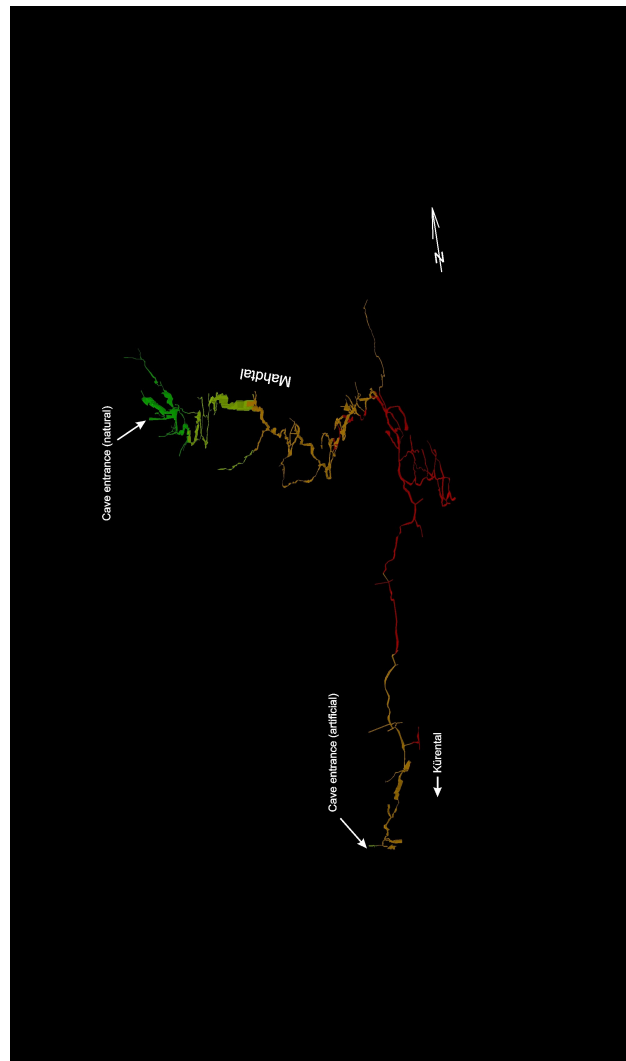 Mahdtal
Cave entrance (natural)
N
Cave entrance (artificial)
Kürental